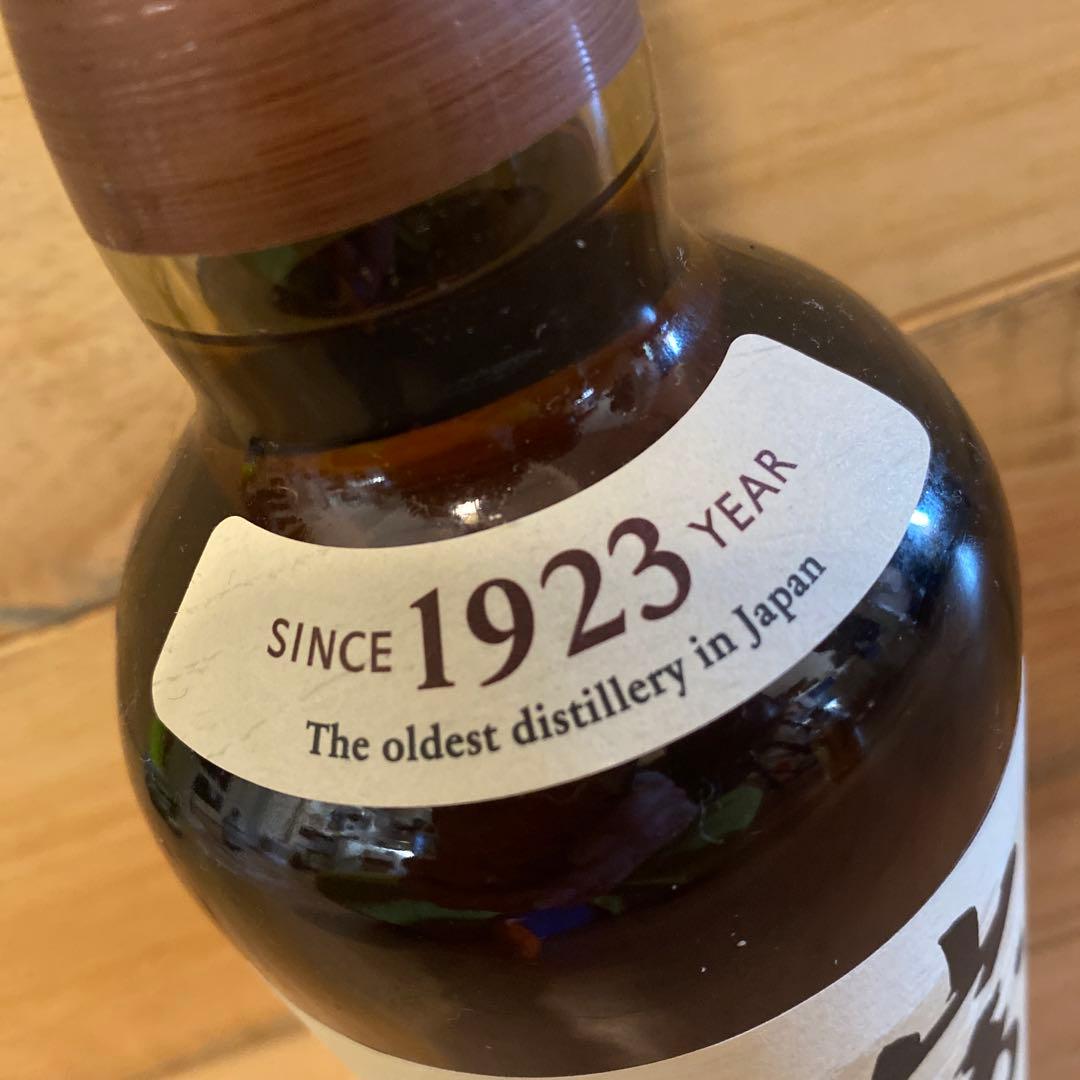 SINCE 1923 YEAR
The oldest distillery in Japan